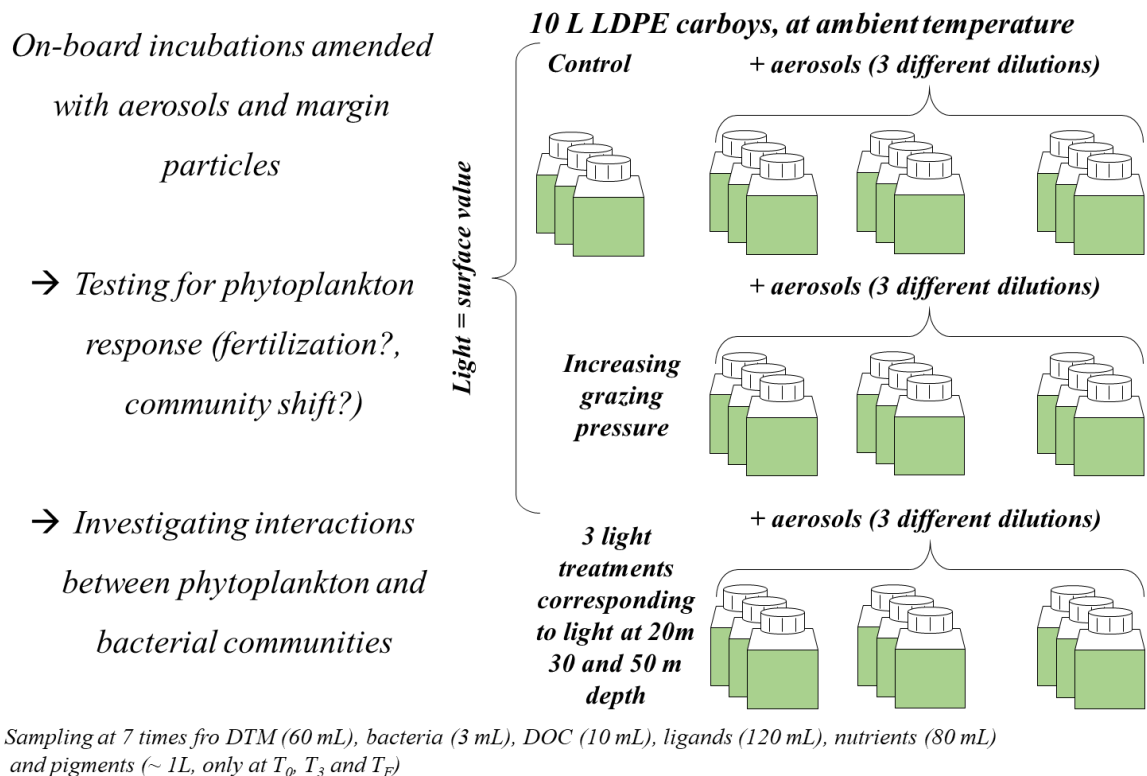 On-board incubations amended
with aerosols and margin
particles
→ Testing for phytoplankton
response (fertilization?,
community shift?)
→ Investigating interactions
between phytoplankton and
bacterial communities
10 L LDPE carboys, at ambient temperature
Light = surface value
Control
+ aerosols (3 different dilutions)
Increasing
grazing
pressure
+ aerosols (3 different dilutions)
3 light
treatments
corresponding
to light at 20m
30 and 50 m
depth
+ aerosols (3 different dilutions)
Sampling at 7 times fro DTM (60 mL), bacteria (3 mL), DOC (10 mL), ligands (120 mL), nutrients (80 mL)
and pigments (~ 1L, only at T0, T3 and TF)